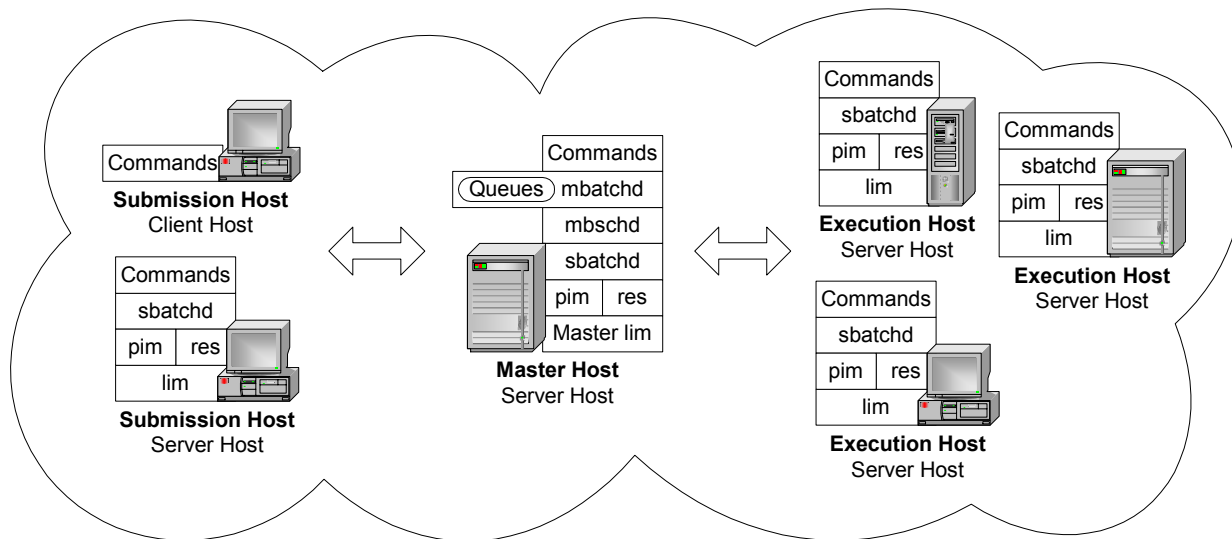 Commands
Submission Host
Client Host
Commands
sbatchd
pim res
lim
Submission Host
Server Host
Commands
Queues mbatchd
mbschd
sbatchd
pim res
Master lim
Master Host
Server Host
Commands
sbatchd
pim res
lim
Execution Host
Server Host
Commands
sbatchd
pim res
lim
Execution Host
Server Host
Commands
sbatchd
pim res
lim
Execution Host
Server Host